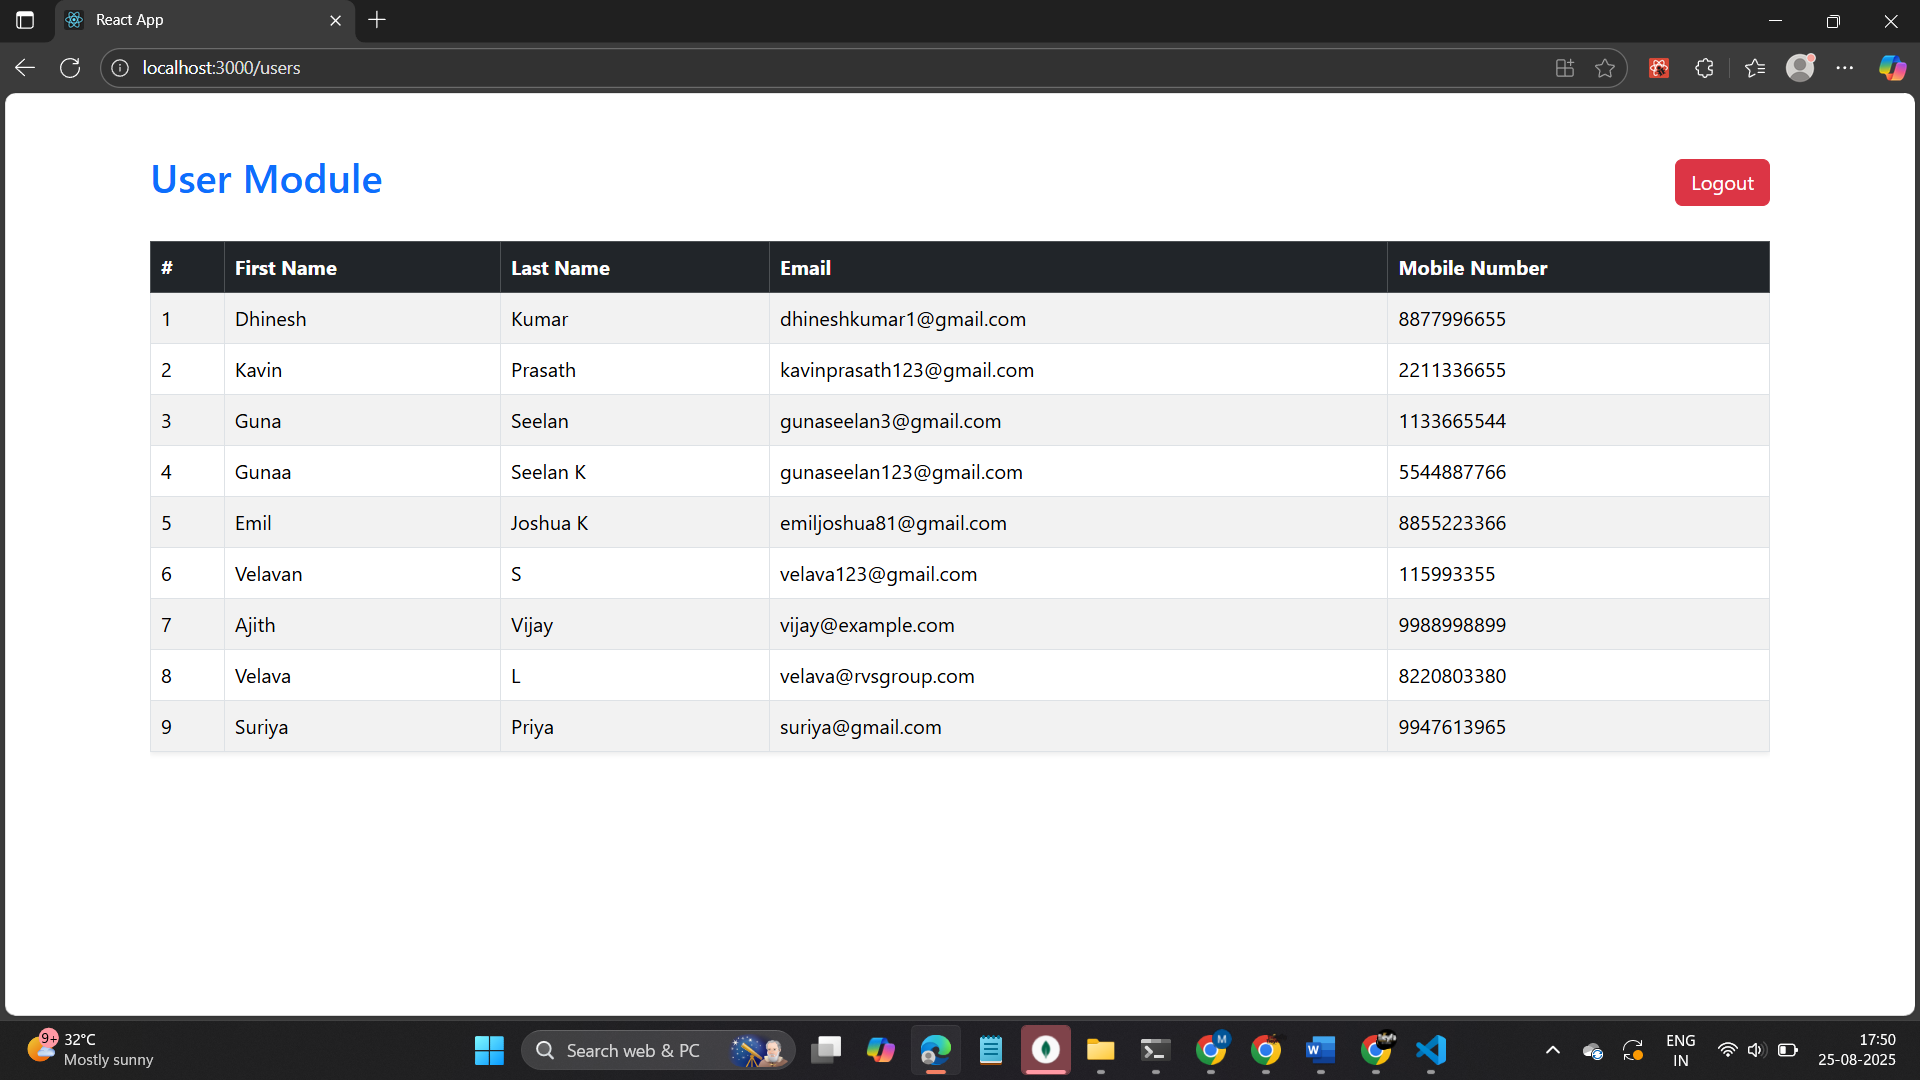 React App
localhost:3000/users
User Module
Logout
# First Name Last Name Email Mobile Number
1 Dhinesh Kumar dhineshkumar1@gmail.com 8877996655
2 Kavin Prasath kavinprasath123@gmail.com 2211336655
3 Guna Seelan gunaseelan3@gmail.com 1133665544
4 Gunaa Seelan K gunaseelan123@gmail.com 5544887766
5 Emil Joshua K emiljoshua81@gmail.com 8855223366
6 Velavan S velava123@gmail.com 115993355
7 Ajith Vijay vijay@example.com 9988998899
8 Velava L velava@rvsgroup.com 8220803380
9 Suriya Priya suriya@gmail.com 9947613965
9+ 32°C
Mostly sunny
Search web & PC
M
W
ENG
IN
17:50
25-08-2025